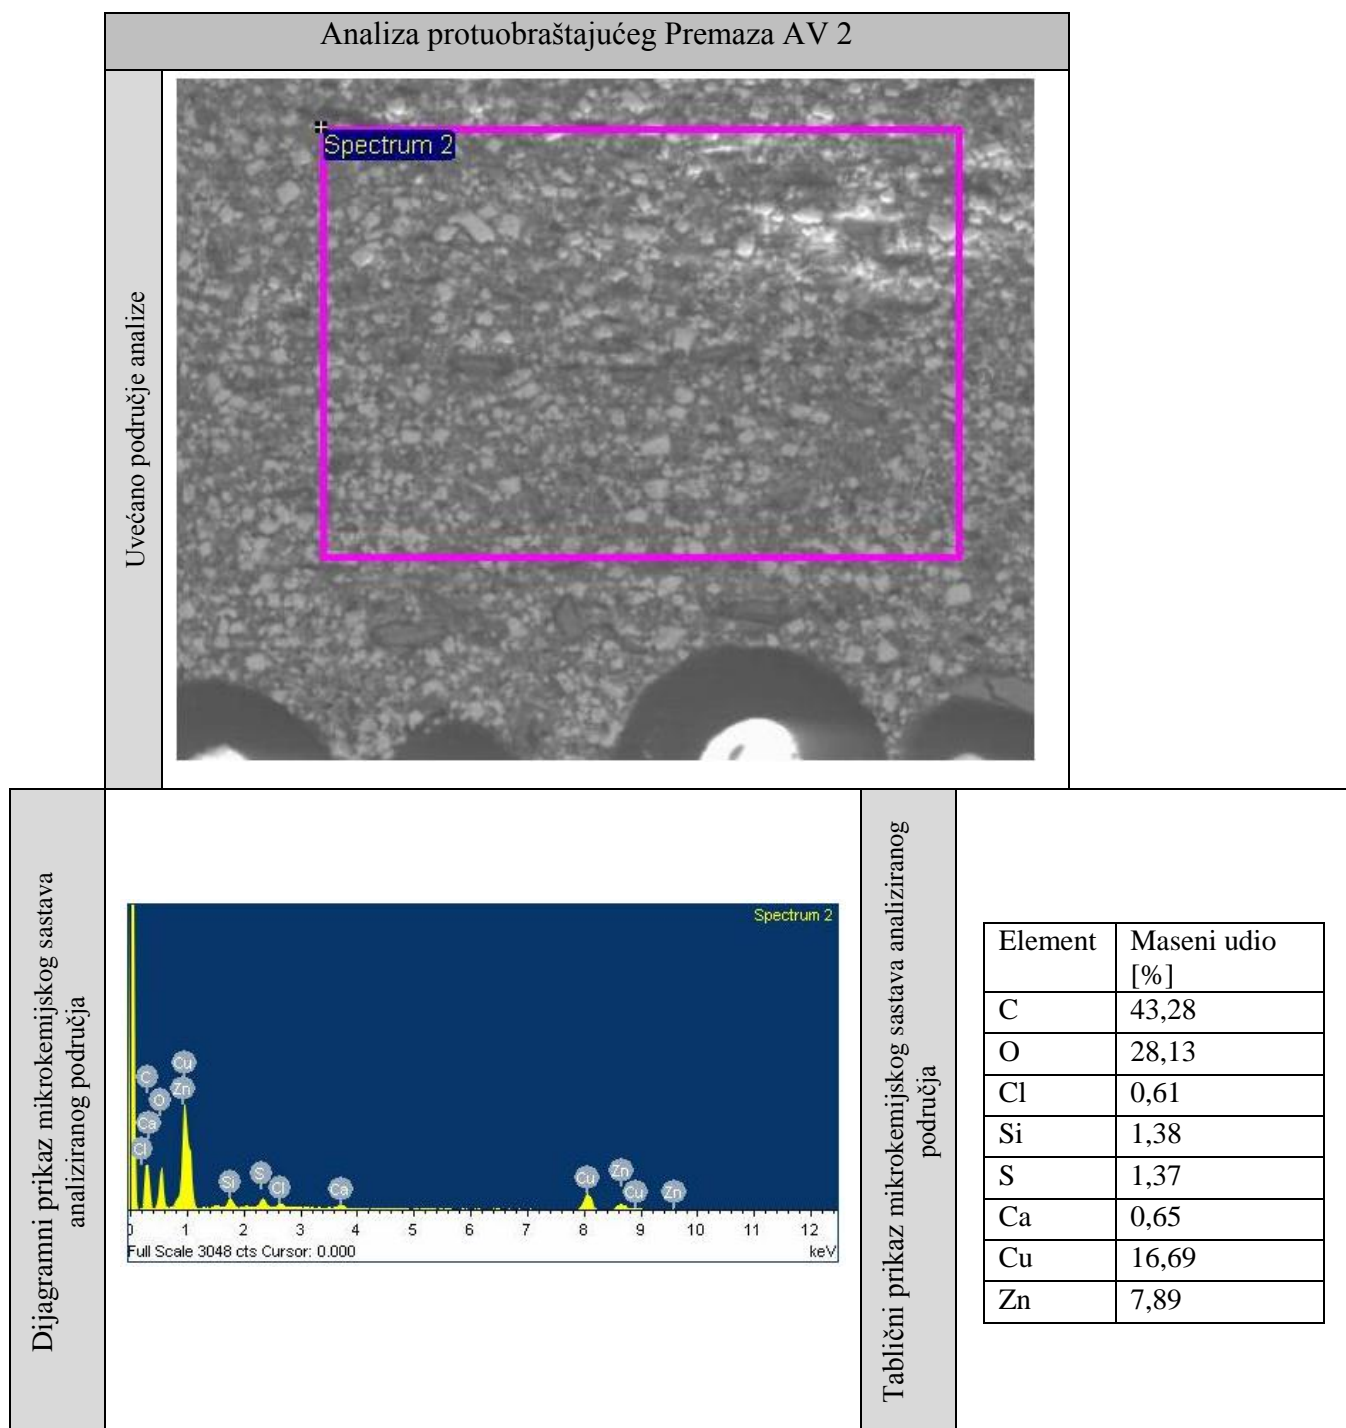 Analiza protuobraštajućeg Premaza AV 2
Uvećano područje analize
Spectrum 2
Dijagramni prikaz mikrokemijskog sastava
analiziranog područja
Spectrum 2
Cu
C
Zn
O
Ca
Cl
Si
S
Cl
Ca
Cu
Zn
Cu
Zn
0 1 2 3 4 5 6 7 8 9 10 11 12
Full Scale 3048 cts Cursor: 0.000 keV
Tablični prikaz mikrokemijskog sastava analiziranog
područja
Element Maseni udio
[%]
C 43,28
O 28,13
Cl 0,61
Si 1,38
S 1,37
Ca 0,65
Cu 16,69
Zn 7,89